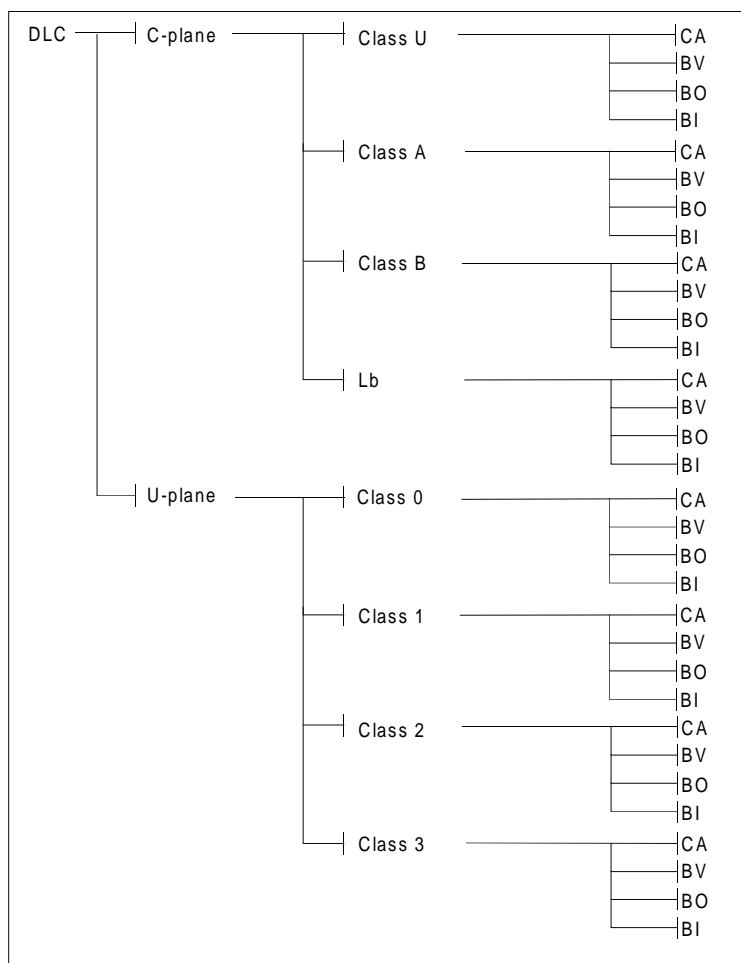 DLC C-plane Class U CA
BV
BO
BI
Class A CA
BV
BO
BI
Class B CA
BV
BO
BI
Lb CA
BV
BO
BI
U-plane Class 0 CA
BV
BO
BI
Class 1 CA
BV
BO
BI
Class 2 CA
BV
BO
BI
Class 3 CA
BV
BO
BI